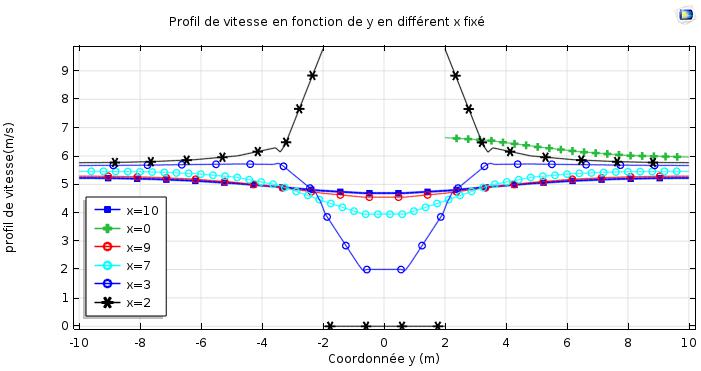 Profil de vitesse en fonction de y en différent x fixé
profil de vitesse(m/s)
9
8
7
6
5
4
3
2
1
0
x=10
x=0
x=9
x=7
x=3
x=2
-10 -8 -6 -4 -2 0 2 4 6 8 10
Coordonnée y (m)